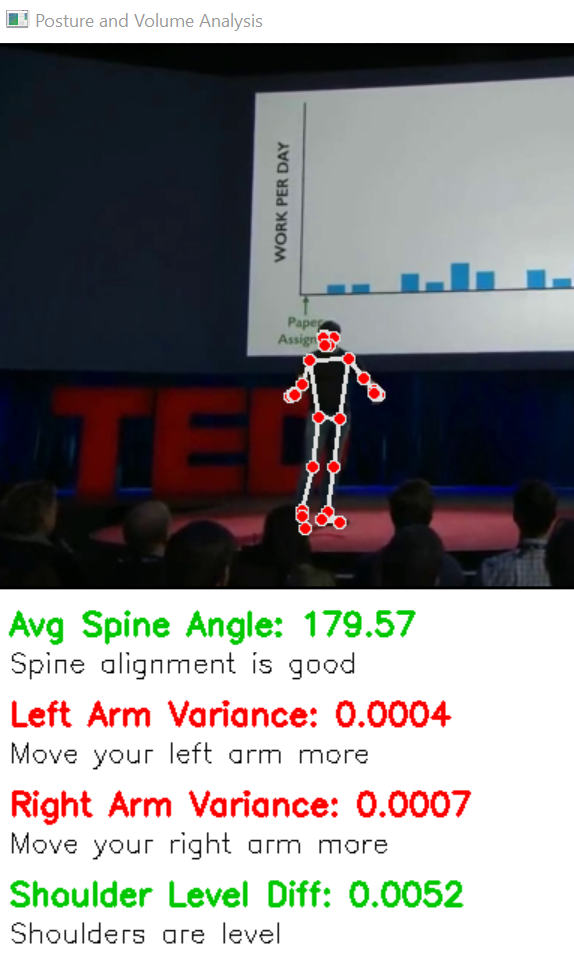 Posture and Volume Analysis
WORK PER DAY
Paper
Assign
TED
Avg Spine Angle: 179.57
Spine alignment is good
Left Arm Variance: 0.0004
Move your left arm more
Right Arm Variance: 0.0007
Move your right arm more
Shoulder Level Diff: 0.0052
Shoulders are level